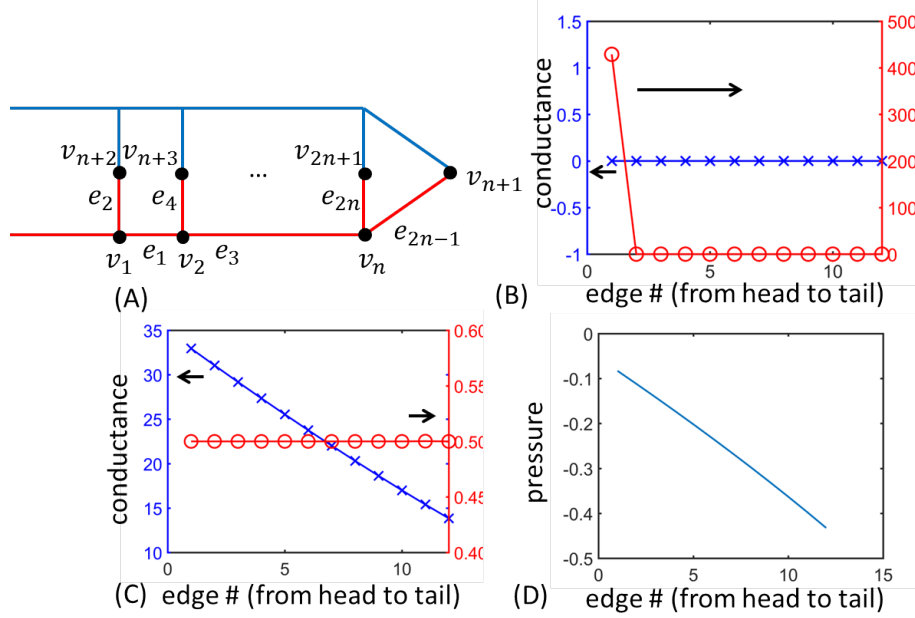 v_{n+2} v_{n+3} ... v_{2n+1} v_{n+1}
e_2 e_4 e_{2n}
e_1 e_3 e_{2n-1}
v_1 v_2 v_n
(A)
1.5
1
0.5
0
-0.5
-1
conductance
500
400
300
200
100
0
0 5 10
(B) edge # (from head to tail)
35
30
25
20
15
10
conductance
0.60
0.55
0.50
0.45
0.40
0 5 10
(C) edge # (from head to tail)
0
-0.1
-0.2
-0.3
-0.4
-0.5
pressure
0 5 10 15
(D) edge # (from head to tail)